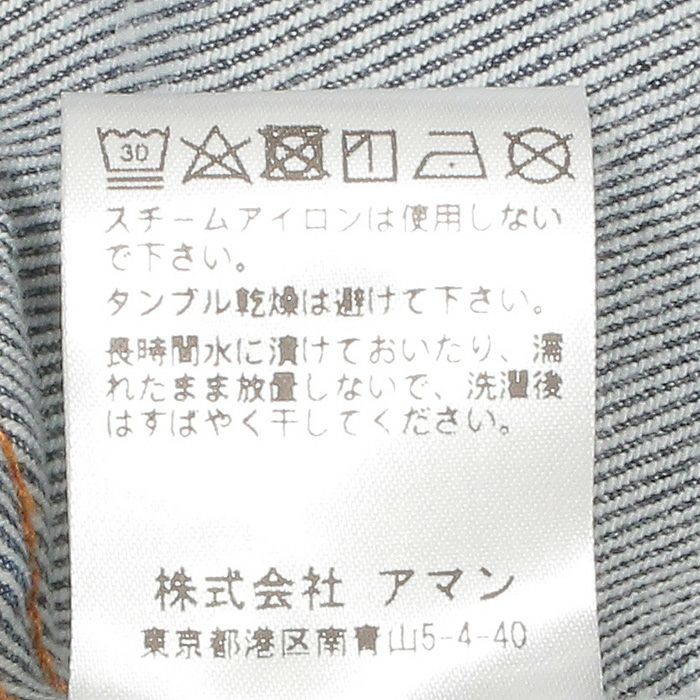 30
スチームアイロンは使用しない
で下さい。
タンブル乾燥は避けて下さい。
長時間水に漬けておいたり、濡
れたまま放置しないで、洗濯後
はすばやく干してください。
株式会社 アマン
東京都港区南青山5-4-40